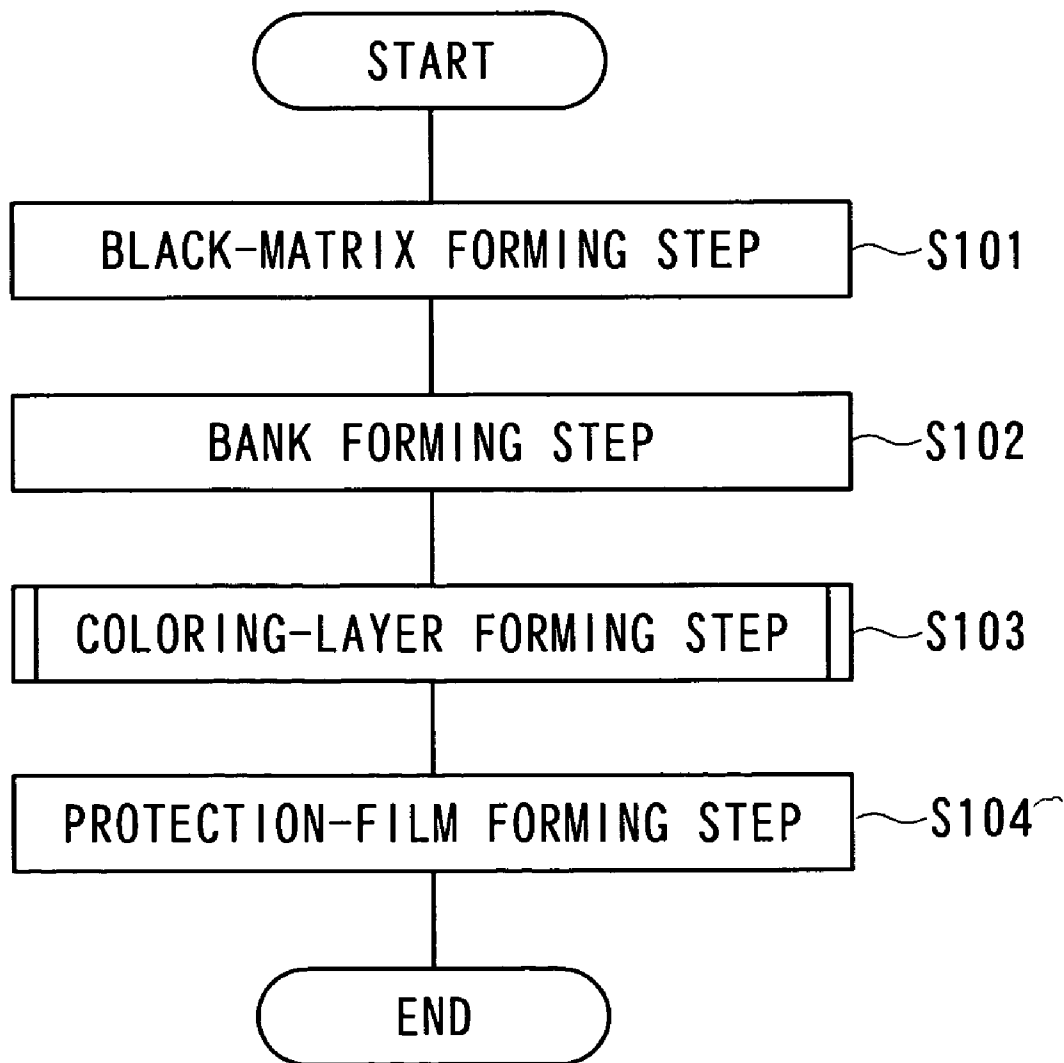 START
BLACK-MATRIX FORMING STEP S101
BANK FORMING STEP S102
COLORING-LAYER FORMING STEP S103
PROTECTION-FILM FORMING STEP S104
END